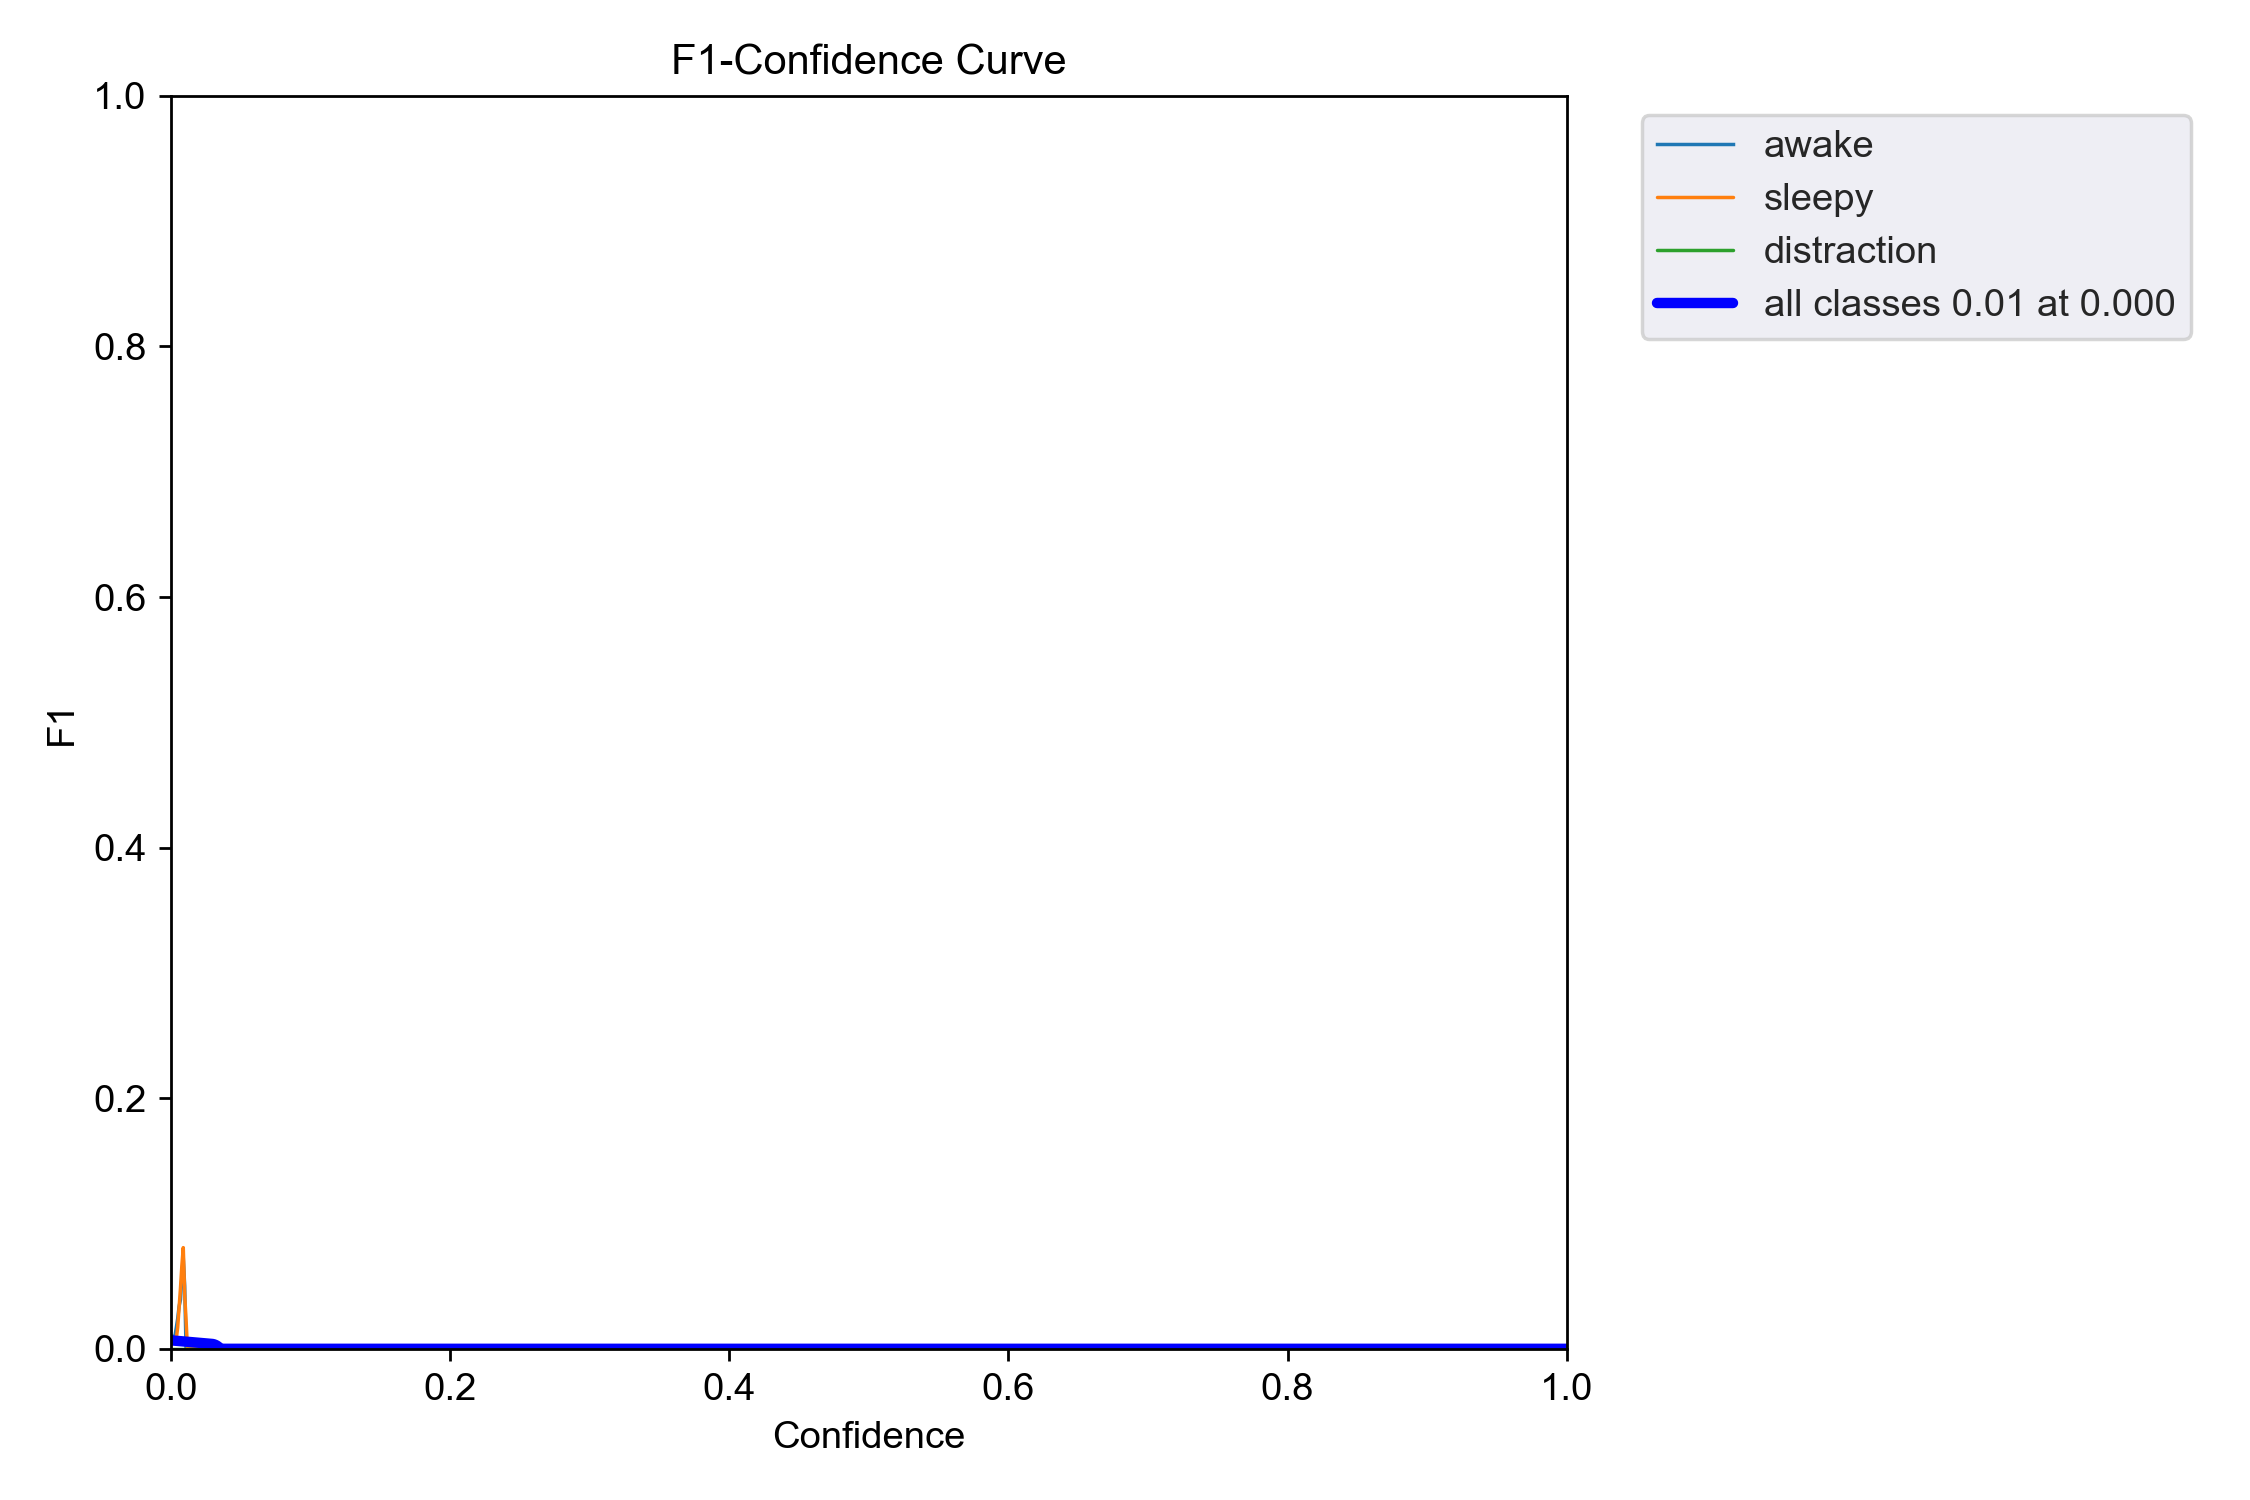 F1-Confidence Curve
1.0
0.8
0.6
0.4
0.2
0.0
F1
0.0 0.2 0.4 0.6 0.8 1.0
Confidence
awake
sleepy
distraction
all classes 0.01 at 0.000